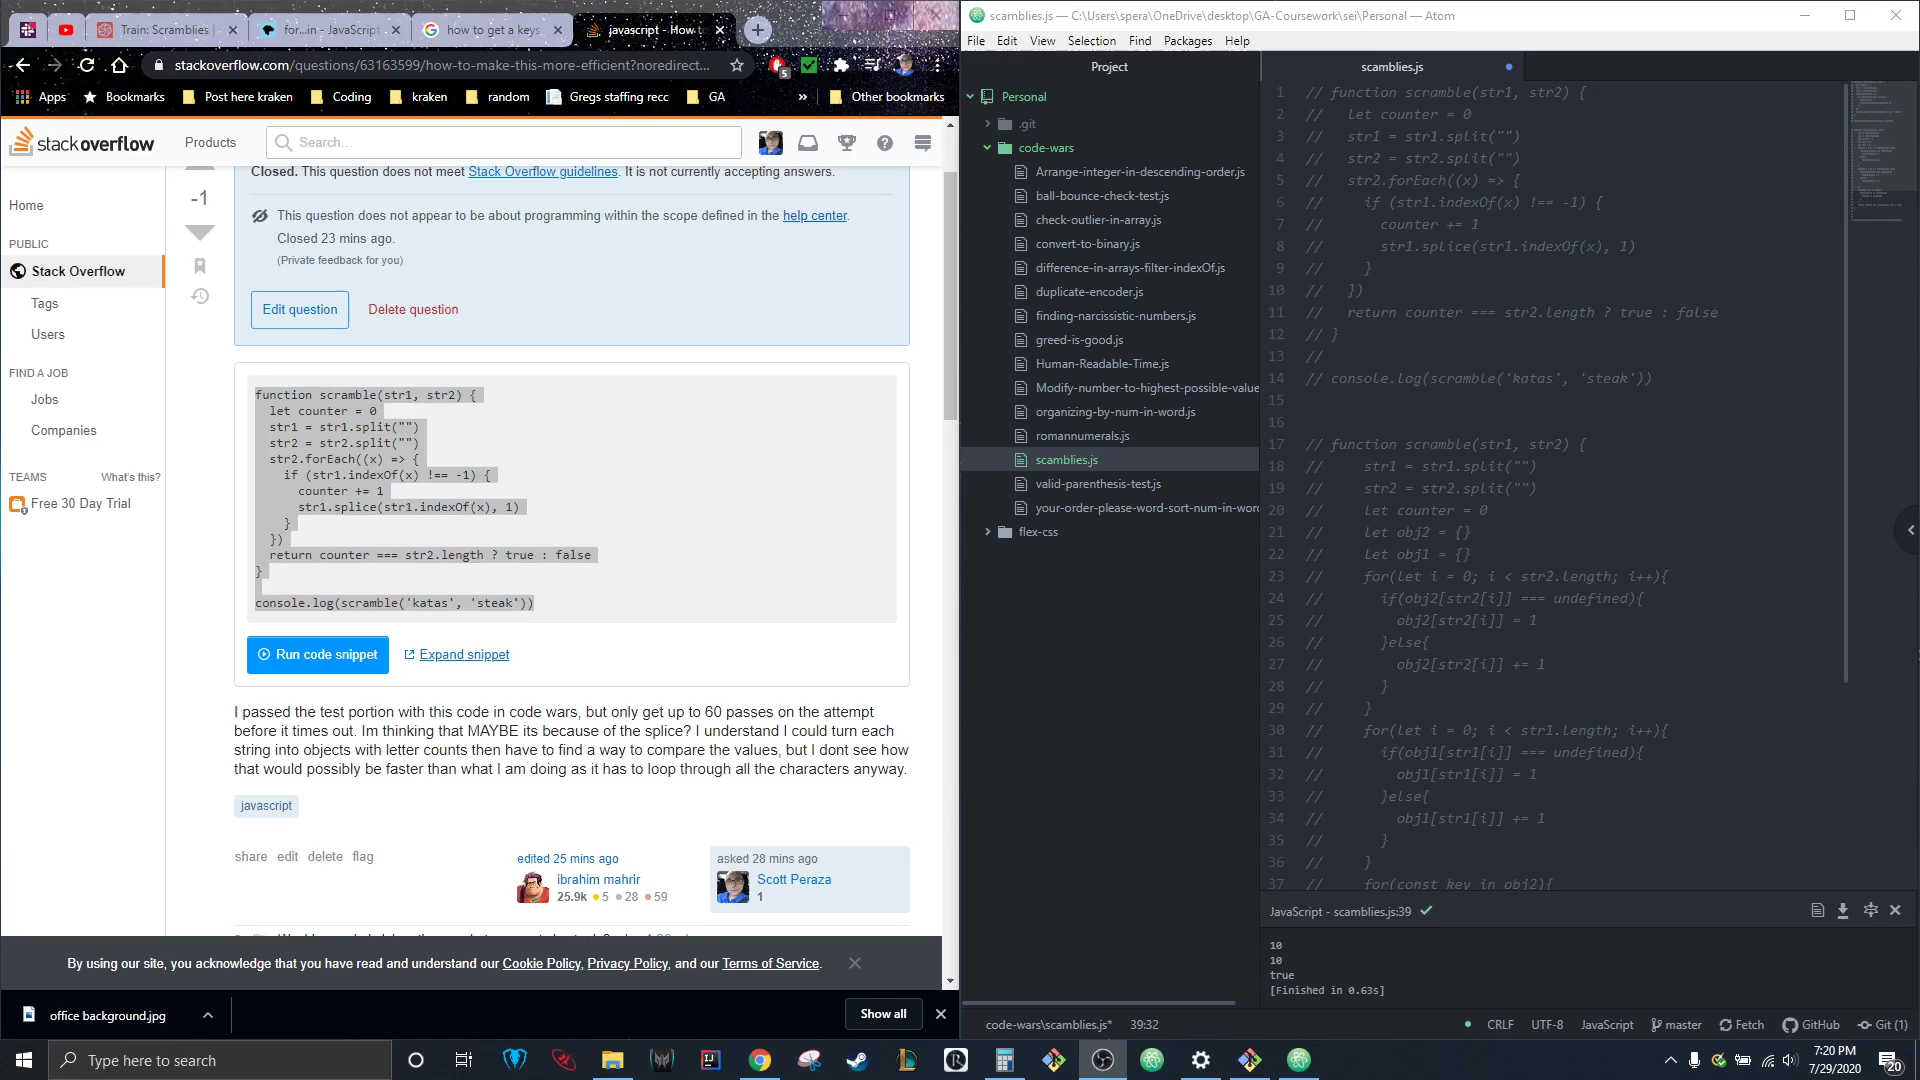 Train: Scramblies |
for...in - JavaScript
how to get a keys
javascript - How to
stackoverflow.com/questions/63163599/how-to-make-this-more-efficient?noredirect...
5
Apps
Bookmarks
Post here kraken
Coding
kraken
random
Gregs staffing recc
GA
»
Other bookmarks
stackoverflow
Products
Search...
Home
PUBLIC
Stack Overflow
Tags
Users
FIND A JOB
Jobs
Companies
TEAMS
What's this?
Free 30 Day Trial
-1
Closed. This question does not meet Stack Overflow guidelines. It is not currently accepting answers.
This question does not appear to be about programming within the scope defined in the help center.
Closed 23 mins ago.
(Private feedback for you)
Edit question
Delete question
function scramble(str1, str2) {
let counter = 0
str1 = str1.split("")
str2 = str2.split("")
str2.forEach((x) => {
if (str1.indexOf(x) !== -1) {
counter += 1
str1.splice(str1.indexOf(x), 1)
}
})
return counter === str2.length ? true : false
}
console.log(scramble('katas', 'steak'))
Run code snippet
Expand snippet
I passed the test portion with this code in code wars, but only get up to 60 passes on the attempt
before it times out. Im thinking that MAYBE its because of the splice? I understand I could turn each
string into objects with letter counts then have to find a way to compare the values, but I dont see how
that would possibly be faster than what I am doing as it has to loop through all the characters anyway.
javascript
share edit delete flag
edited 25 mins ago
ibrahim mahrir
25.9k 5 28 59
asked 28 mins ago
Scott Peraza
1
By using our site, you acknowledge that you have read and understand our Cookie Policy, Privacy Policy, and our Terms of Service.
office background.jpg
Show all
scamblies.js — C:\Users\spera\OneDrive\desktop\GA-Coursework\sei\Personal — Atom
File Edit View Selection Find Packages Help
Project
Personal
.git
code-wars
Arrange-integer-in-descending-order.js
ball-bounce-check-test.js
check-outlier-in-array.js
convert-to-binary.js
difference-in-arrays-filter-indexOf.js
duplicate-encoder.js
finding-narcissistic-numbers.js
greed-is-good.js
Human-Readable-Time.js
Modify-number-to-highest-possible-value
organizing-by-num-in-word.js
romannumerals.js
scamblies.js
valid-parenthesis-test.js
your-order-please-word-sort-num-in-word
flex-css
scamblies.js
1 // function scramble(str1, str2) {
2 // let counter = 0
3 // str1 = str1.split("")
4 // str2 = str2.split("")
5 // str2.forEach((x) => {
6 // if (str1.indexOf(x) !== -1) {
7 // counter += 1
8 // str1.splice(str1.indexOf(x), 1)
9 // }
10 // })
11 // return counter === str2.length ? true : false
12 // }
13 //
14 // console.log(scramble('katas', 'steak'))
15
16
17 // function scramble(str1, str2) {
18 // str1 = str1.split("")
19 // str2 = str2.split("")
20 // let counter = 0
21 // let obj2 = {}
22 // let obj1 = {}
23 // for(let i = 0; i < str2.length; i++){
24 // if(obj2[str2[i]] === undefined){
25 // obj2[str2[i]] = 1
26 // }else{
27 // obj2[str2[i]] += 1
28 // }
29 // }
30 // for(let i = 0; i < str1.length; i++){
31 // if(obj1[str1[i]] === undefined){
32 // obj1[str1[i]] = 1
33 // }else{
34 // obj1[str1[i]] += 1
35 // }
36 // }
37 // for(const key in obj2){
JavaScript - scamblies.js:39
10
10
true
[Finished in 0.63s]
code-wars\scamblies.js* 39:32
CRLF UTF-8 JavaScript master Fetch GitHub Git (1)
Type here to search
7:20 PM
7/29/2020
20